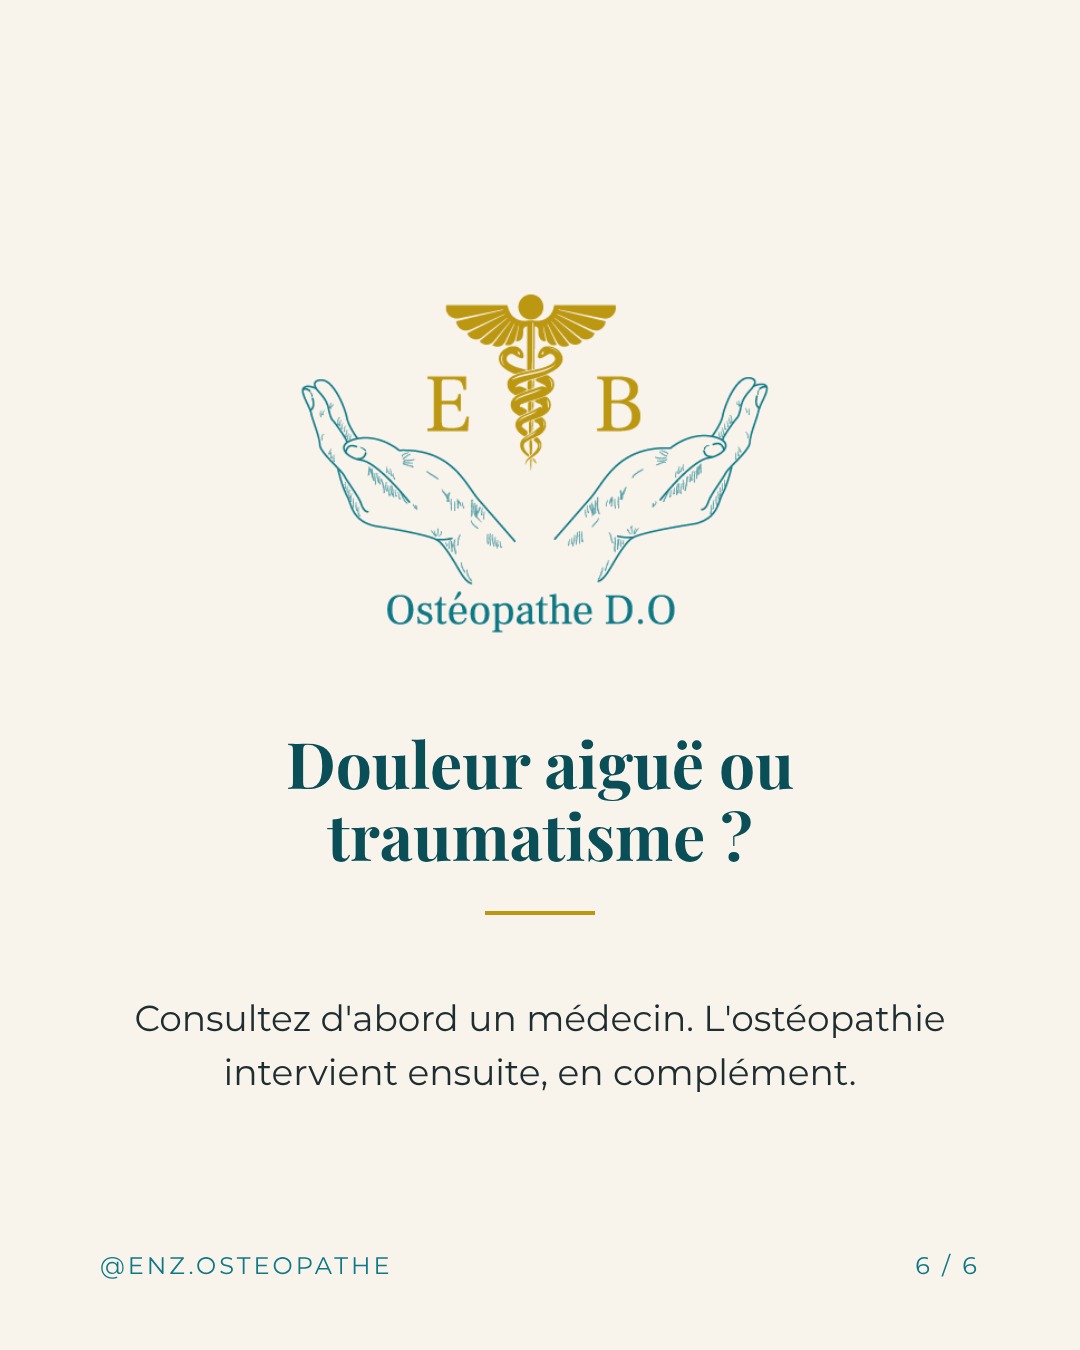 E B
Ostéopathe D.O
Douleur aiguë ou
traumatisme ?
Consultez d'abord un médecin. L'ostéopathie
intervient ensuite, en complément.
@ENZ.OSTEOPATHE
6 / 6